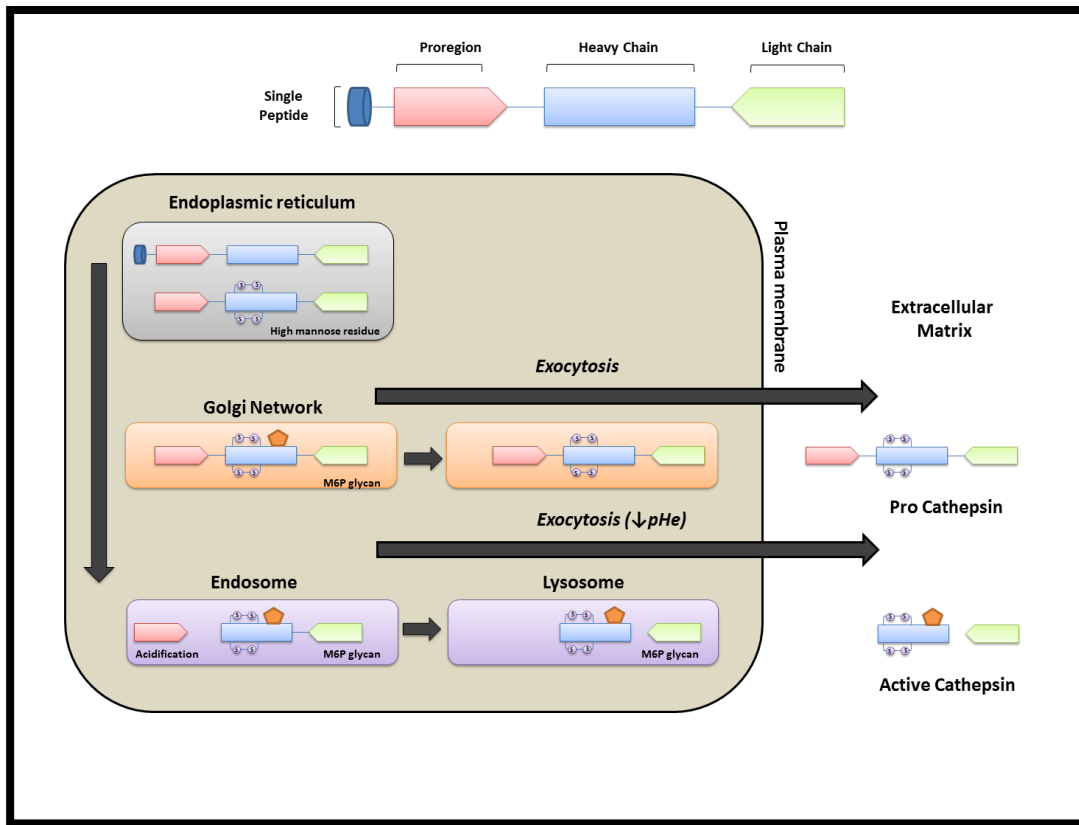 Proregion
Heavy Chain
Light Chain
Single
Peptide
Endoplasmic reticulum
S S
S S
High mannose residue
Plasma membrane
Extracellular
Matrix
Exocytosis
Golgi Network
S S
S S
M6P glycan
S S
S S
S S
S S
Pro Cathepsin
Exocytosis (↓pHe)
Endosome
Lysosome
S S
S S
Acidification
M6P glycan
S S
S S
M6P glycan
S S
S S
Active Cathepsin